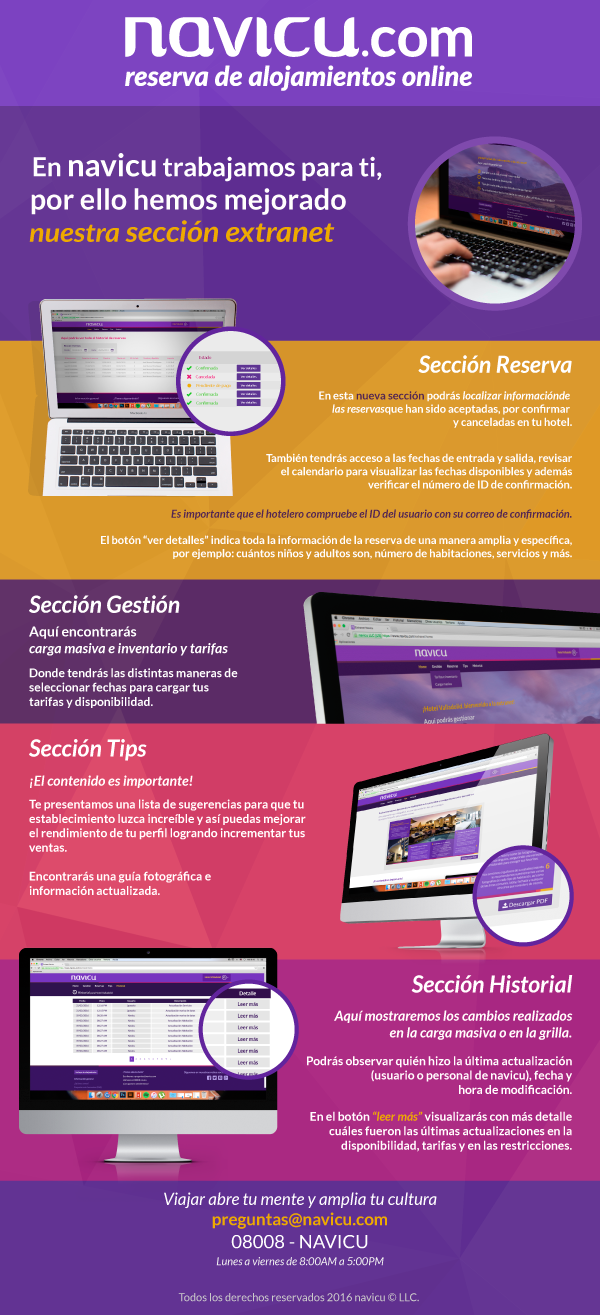 navicu.com
reserva de alojamientos online
En navicu trabajamos para ti,
por ello hemos mejorado
nuestra sección extranet
navicu
Estado
Confirmada
Ver detalles
Cancelada
Ver detalles
Ver detalles
Confirmada
Ver detalles
Confirmada
Ver detalles
Sección Reserva
En esta nueva sección podrás localizar informaciónde
las reservasque han sido aceptadas, por confirmar
y canceladas en tu hotel.
También tendrás acceso a las fechas de entrada y salida, revisar
el calendario para visualizar las fechas disponibles y además
verificar el número de ID de confirmación.
Es importante que el hotelero compruebe el ID del usuario con su correo de confirmación.
El botón “ver detalles” indica toda la información de la reserva de una manera amplia y específica,
por ejemplo: cuántos niños y adultos son, número de habitaciones, servicios y más.
Sección Gestión
Aquí encontrarás
carga masiva e inventario y tarifas
Donde tendrás las distintas maneras de
seleccionar fechas para cargar tus
tarifas y disponibilidad.
navicu
Aquí podrás gestionar
Sección Tips
¡El contenido es importante!
Te presentamos una lista de sugerencias para que tu
establecimiento luzca increíble y así puedas mejorar
el rendimiento de tu perfil logrando incrementar tus
ventas.
Encontrarás una guía fotográfica e
información actualizada.
navicu
6
Descargar PDF
navicu
Historial
Detalle
Leer más
Leer más
Leer más
Leer más
Leer más
Leer más
Sección Historial
Aquí mostraremos los cambios realizados
en la carga masiva o en la grilla.
Podrás observar quién hizo la última actualización
(usuario o personal de navicu), fecha y
hora de modificación.
En el botón “leer más” visualizarás con más detalle
cuáles fueron las últimas actualizaciones en la
disponibilidad, tarifas y en las restricciones.
Viajar abre tu mente y amplia tu cultura
preguntas@navicu.com
08008 - NAVICU
Lunes a viernes de 8:00AM a 5:00PM
Todos los derechos reservados 2016 navicu © LLC.